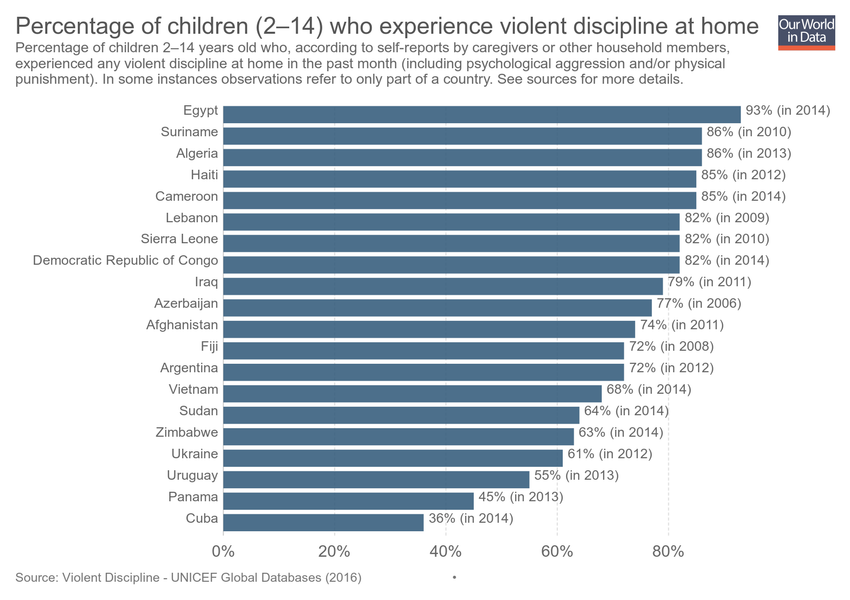 Percentage of children (2–14) who experience violent discipline at home
Our World
in Data
Percentage of children 2–14 years old who, according to self-reports by caregivers or other household members,
experienced any violent discipline at home in the past month (including psychological aggression and/or physical
punishment). In some instances observations refer to only part of a country. See sources for more details.
Egypt 93% (in 2014)
Suriname 86% (in 2010)
Algeria 86% (in 2013)
Haiti 85% (in 2012)
Cameroon 85% (in 2014)
Lebanon 82% (in 2009)
Sierra Leone 82% (in 2010)
Democratic Republic of Congo 82% (in 2014)
Iraq 79% (in 2011)
Azerbaijan 77% (in 2006)
Afghanistan 74% (in 2011)
Fiji 72% (in 2008)
Argentina 72% (in 2012)
Vietnam 68% (in 2014)
Sudan 64% (in 2014)
Zimbabwe 63% (in 2014)
Ukraine 61% (in 2012)
Uruguay 55% (in 2013)
Panama 45% (in 2013)
Cuba 36% (in 2014)
0% 20% 40% 60% 80%
Source: Violent Discipline - UNICEF Global Databases (2016) •